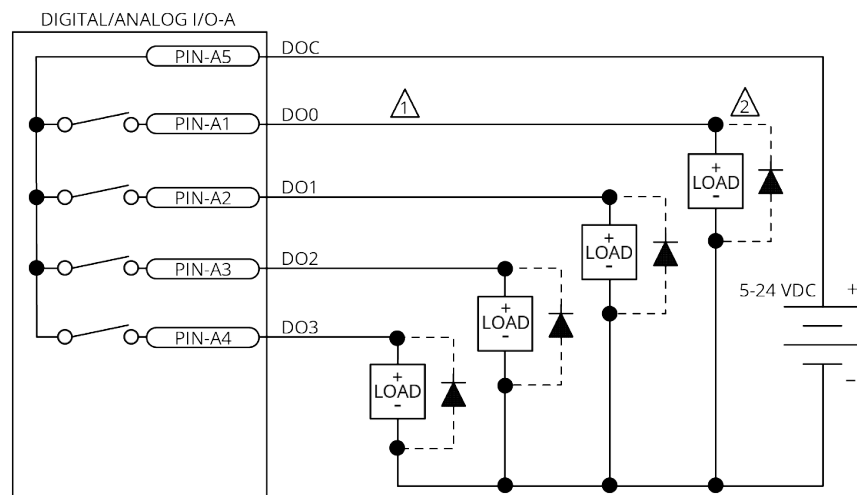 DIGITAL/ANALOG I/O-A
PIN-A5 DOC
PIN-A1 DO0 1 2
+
LOAD
-
PIN-A2 DO1
+
LOAD
-
PIN-A3 DO2
5-24 VDC +
+
LOAD
-
PIN-A4 DO3
+
LOAD
-
−